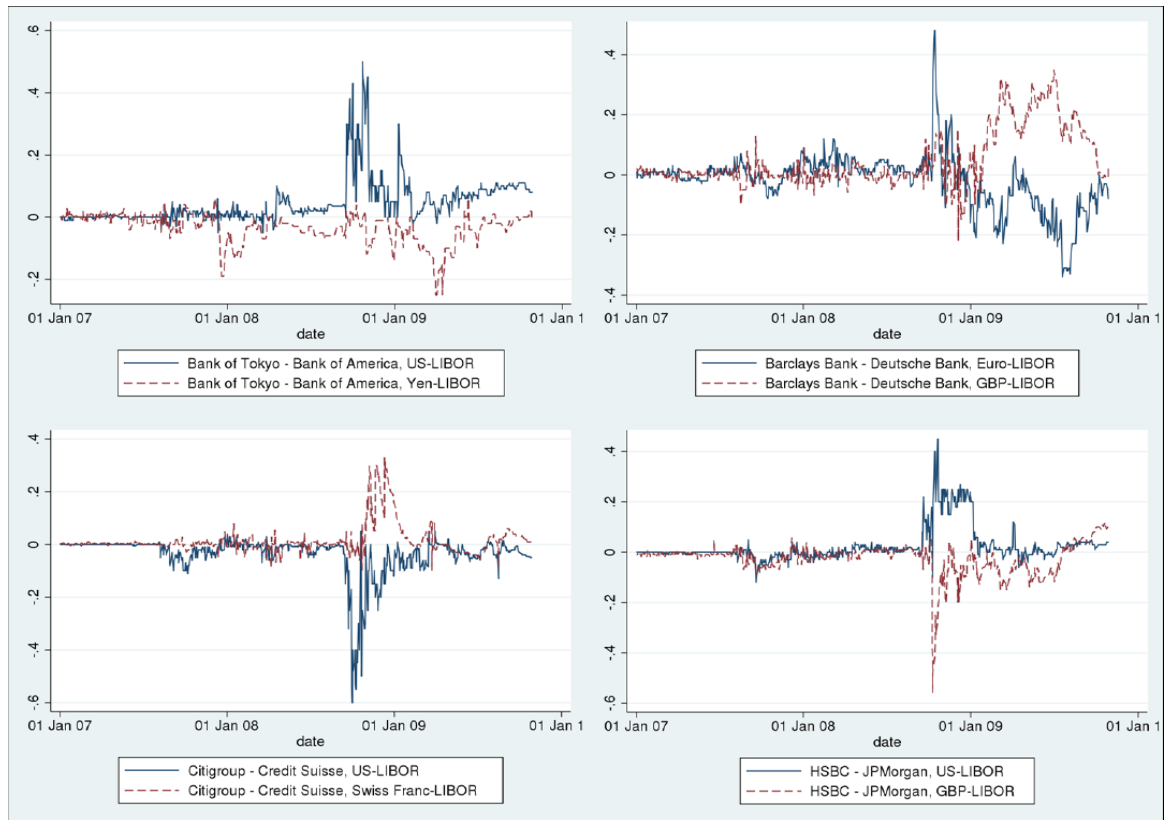 .6
.4
.2
0
-.2
01 Jan 07 01 Jan 08 01 Jan 09 01 Jan 1
date
Bank of Tokyo - Bank of America, US-LIBOR
Bank of Tokyo - Bank of America, Yen-LIBOR
.4
.2
0
-.2
-.4
01 Jan 07 01 Jan 08 01 Jan 09 01 Jan 1
date
Barclays Bank - Deutsche Bank, Euro-LIBOR
Barclays Bank - Deutsche Bank, GBP-LIBOR
.4
.2
0
-.2
-.4
-.6
01 Jan 07 01 Jan 08 01 Jan 09 01 Jan 1
date
Citigroup - Credit Suisse, US-LIBOR
Citigroup - Credit Suisse, Swiss Franc-LIBOR
.4
.2
0
-.2
-.4
-.6
01 Jan 07 01 Jan 08 01 Jan 09 01 Jan 1
date
HSBC - JPMorgan, US-LIBOR
HSBC - JPMorgan, GBP-LIBOR